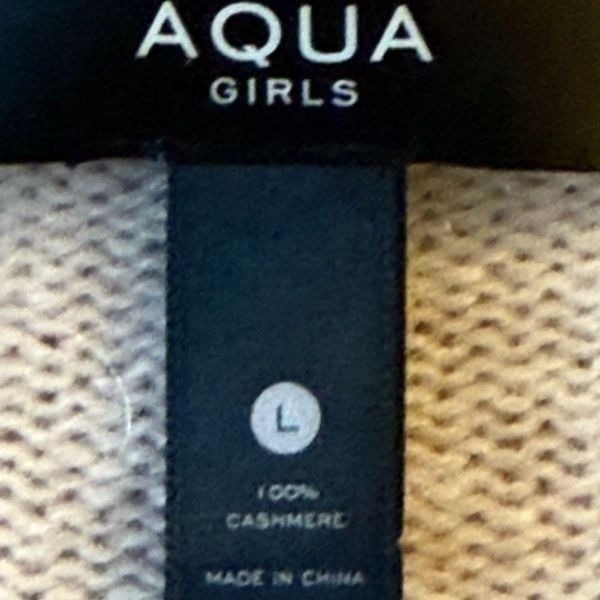 AQUA
GIRLS
L
100%
CASHMERE
MADE IN CHINA